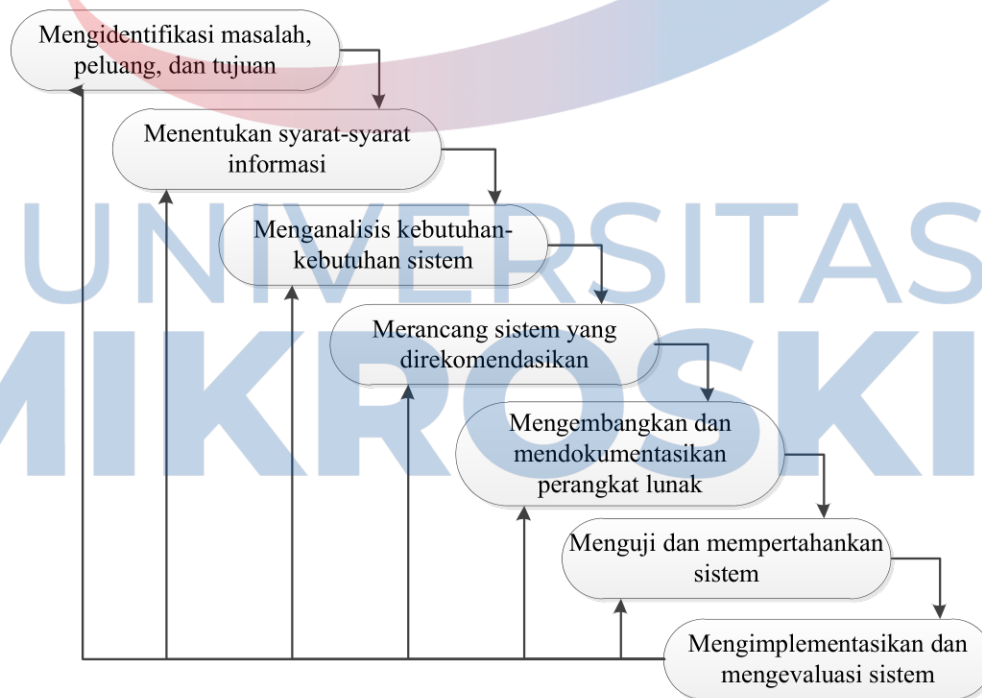 Mengidentifikasi masalah,
peluang, dan tujuan
Menentukan syarat-syarat
informasi
UNIVERSITAS
Menganalisis kebutuhan-
kebutuhan sistem
MIKROSKI
Merancang sistem yang
direkomendasikan
Mengembangkan dan
mendokumentasikan
perangkat lunak
Menguji dan mempertahankan
sistem
Mengimplementasikan dan
mengevaluasi sistem